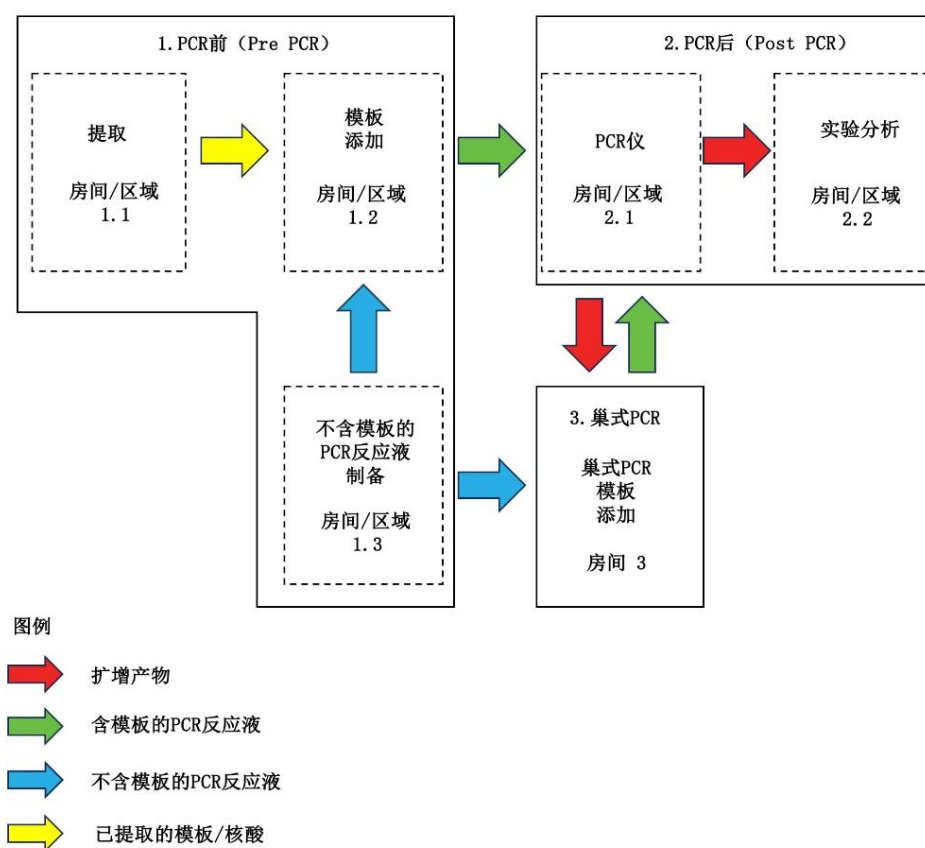 1.PCR前（Pre PCR）
提取
房间/区域
1.1
模板
添加
房间/区域
1.2
不含模板的
PCR反应液
制备
房间/区域
1.3
2.PCR后（Post PCR）
PCR仪
房间/区域
2.1
实验分析
房间/区域
2.2
3.巢式PCR
巢式PCR
模板
添加
房间 3
图例
扩增产物
含模板的PCR反应液
不含模板的PCR反应液
已提取的模板/核酸